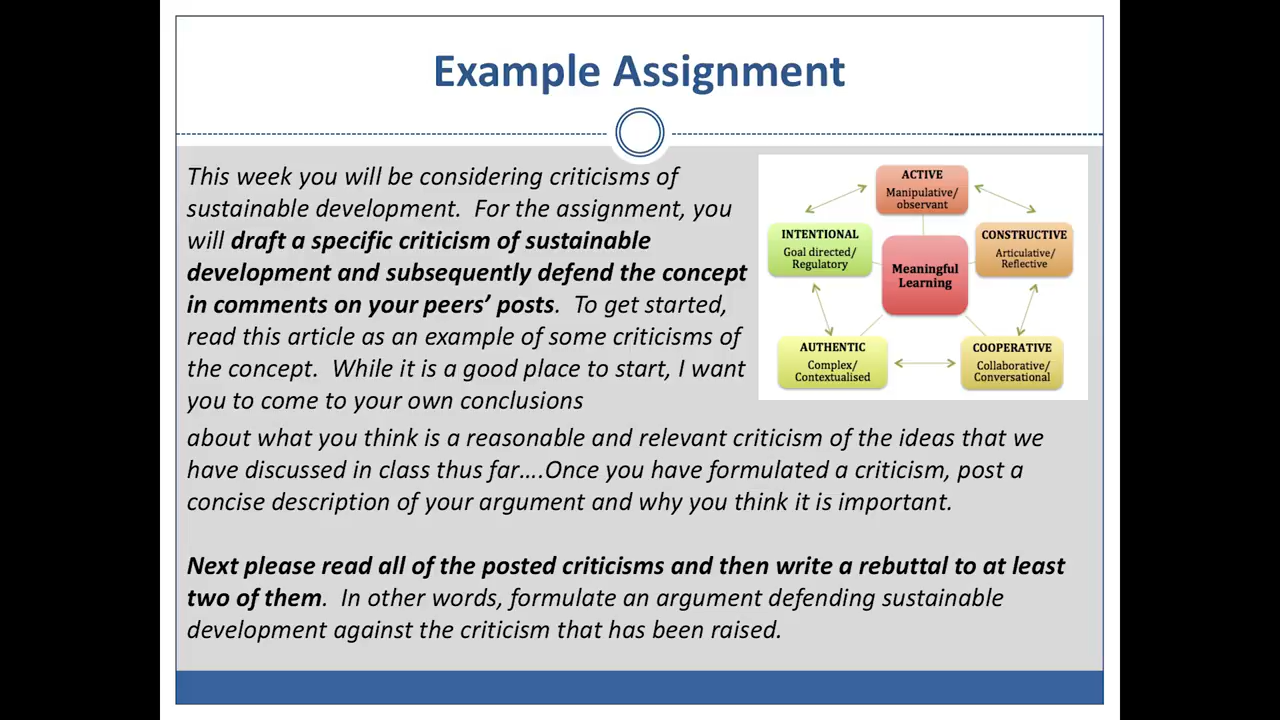 Example Assignment
This week you will be considering criticisms of
sustainable development.  For the assignment, you
will draft a specific criticism of sustainable
development and subsequently defend the concept
in comments on your peers’ posts.  To get started,
read this article as an example of some criticisms of
the concept.  While it is a good place to start, I want
you to come to your own conclusions
about what you think is a reasonable and relevant criticism of the ideas that we
have discussed in class thus far….Once you have formulated a criticism, post a
concise description of your argument and why you think it is important.
Next please read all of the posted criticisms and then write a rebuttal to at least
two of them.  In other words, formulate an argument defending sustainable
development against the criticism that has been raised.
ACTIVE
Manipulative/
observant
INTENTIONAL
Goal directed/
Regulatory
CONSTRUCTIVE
Articulative/
Reflective
Meaningful
Learning
AUTHENTIC
Complex/
Contextualised
COOPERATIVE
Collaborative/
Conversational